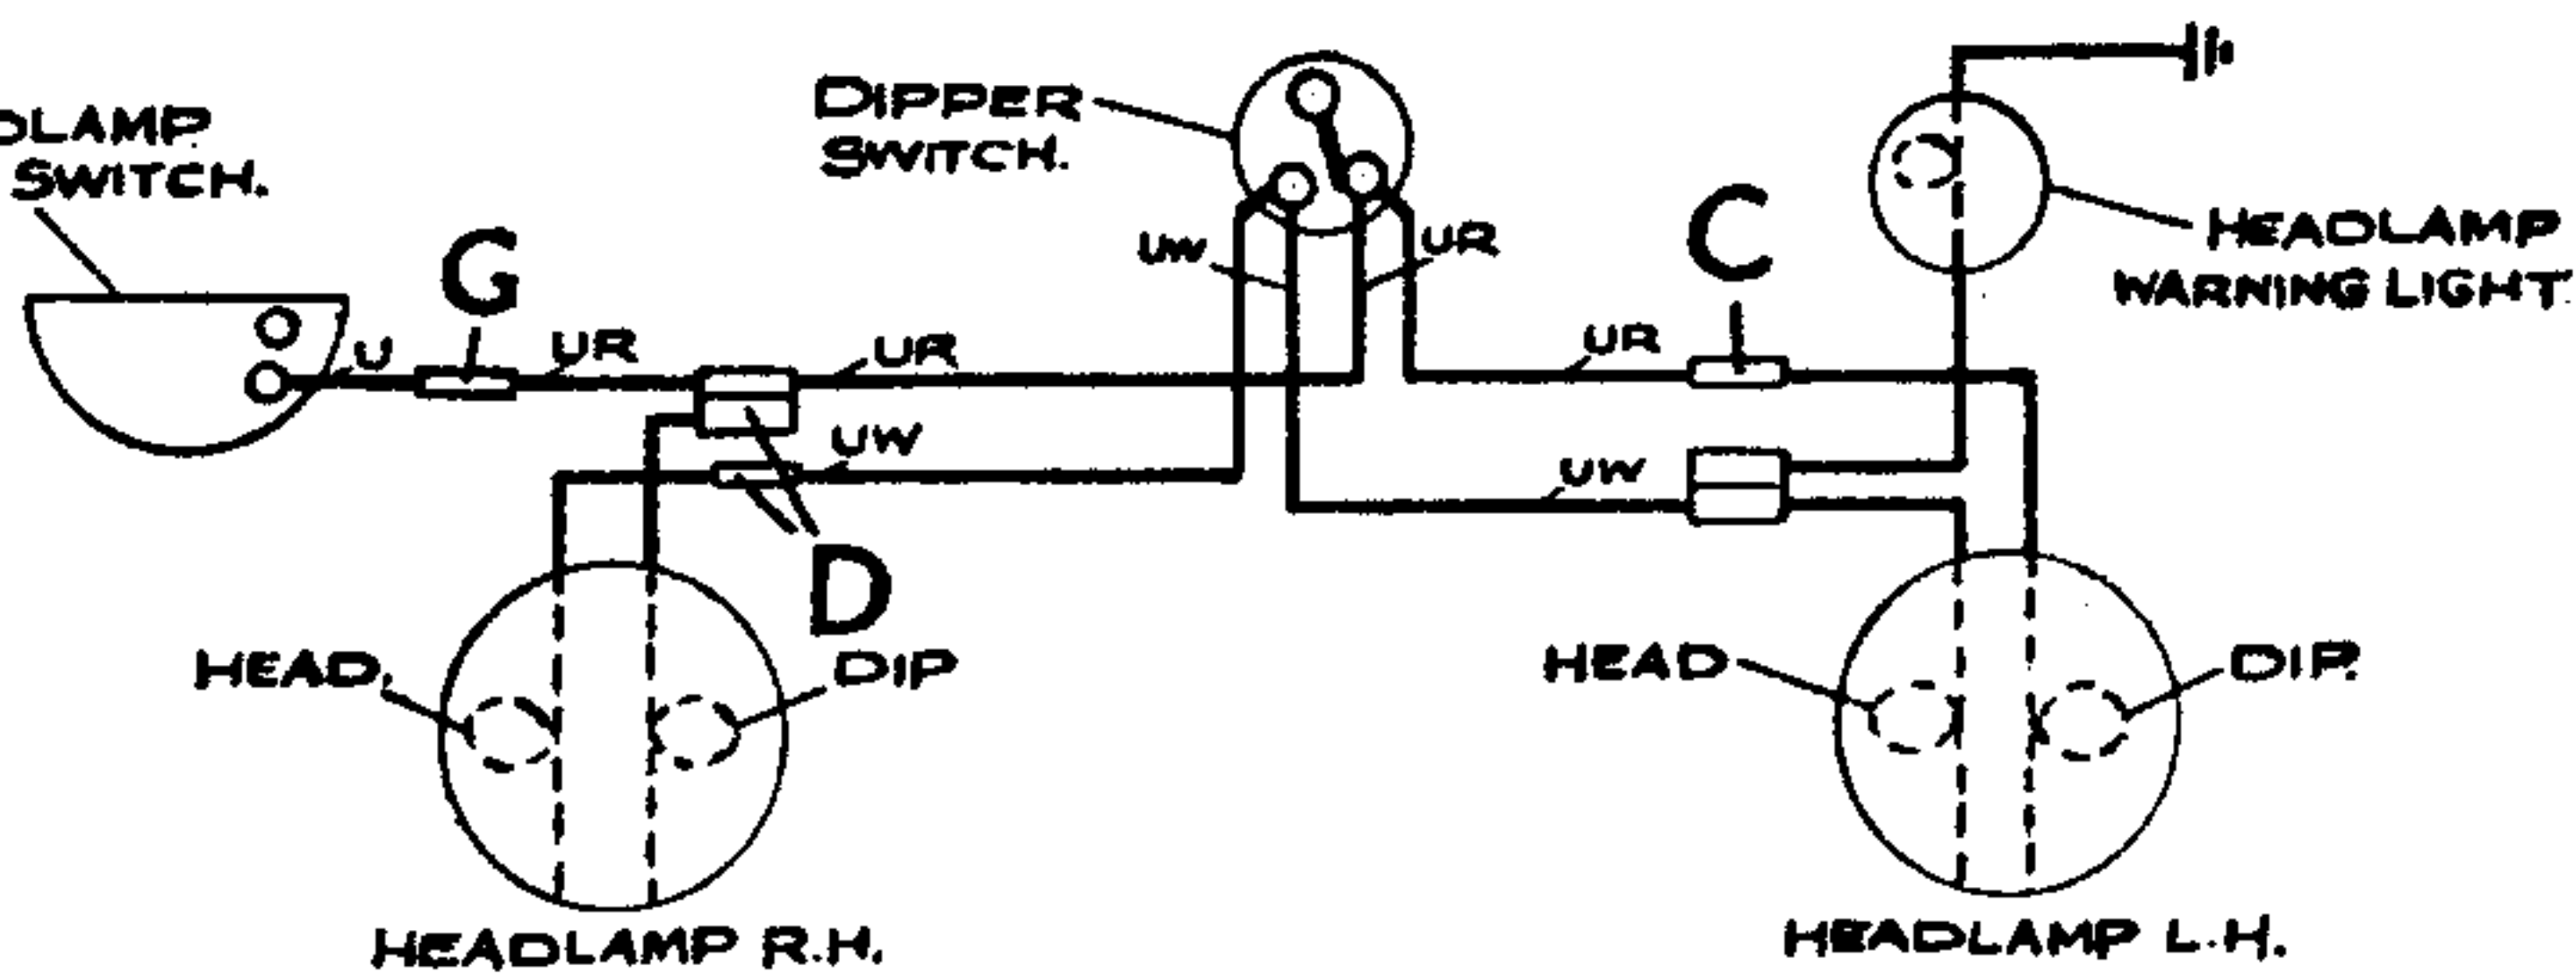 DLAMP
SWITCH.
DIPPER
SWITCH.
HEADLAMP
WARNING LIGHT
G
C
U
UR
UR
UW
UR
UR
UW
UW
D
HEAD.
DIP
HEAD
DIP.
HEADLAMP R.H.
HEADLAMP L.H.